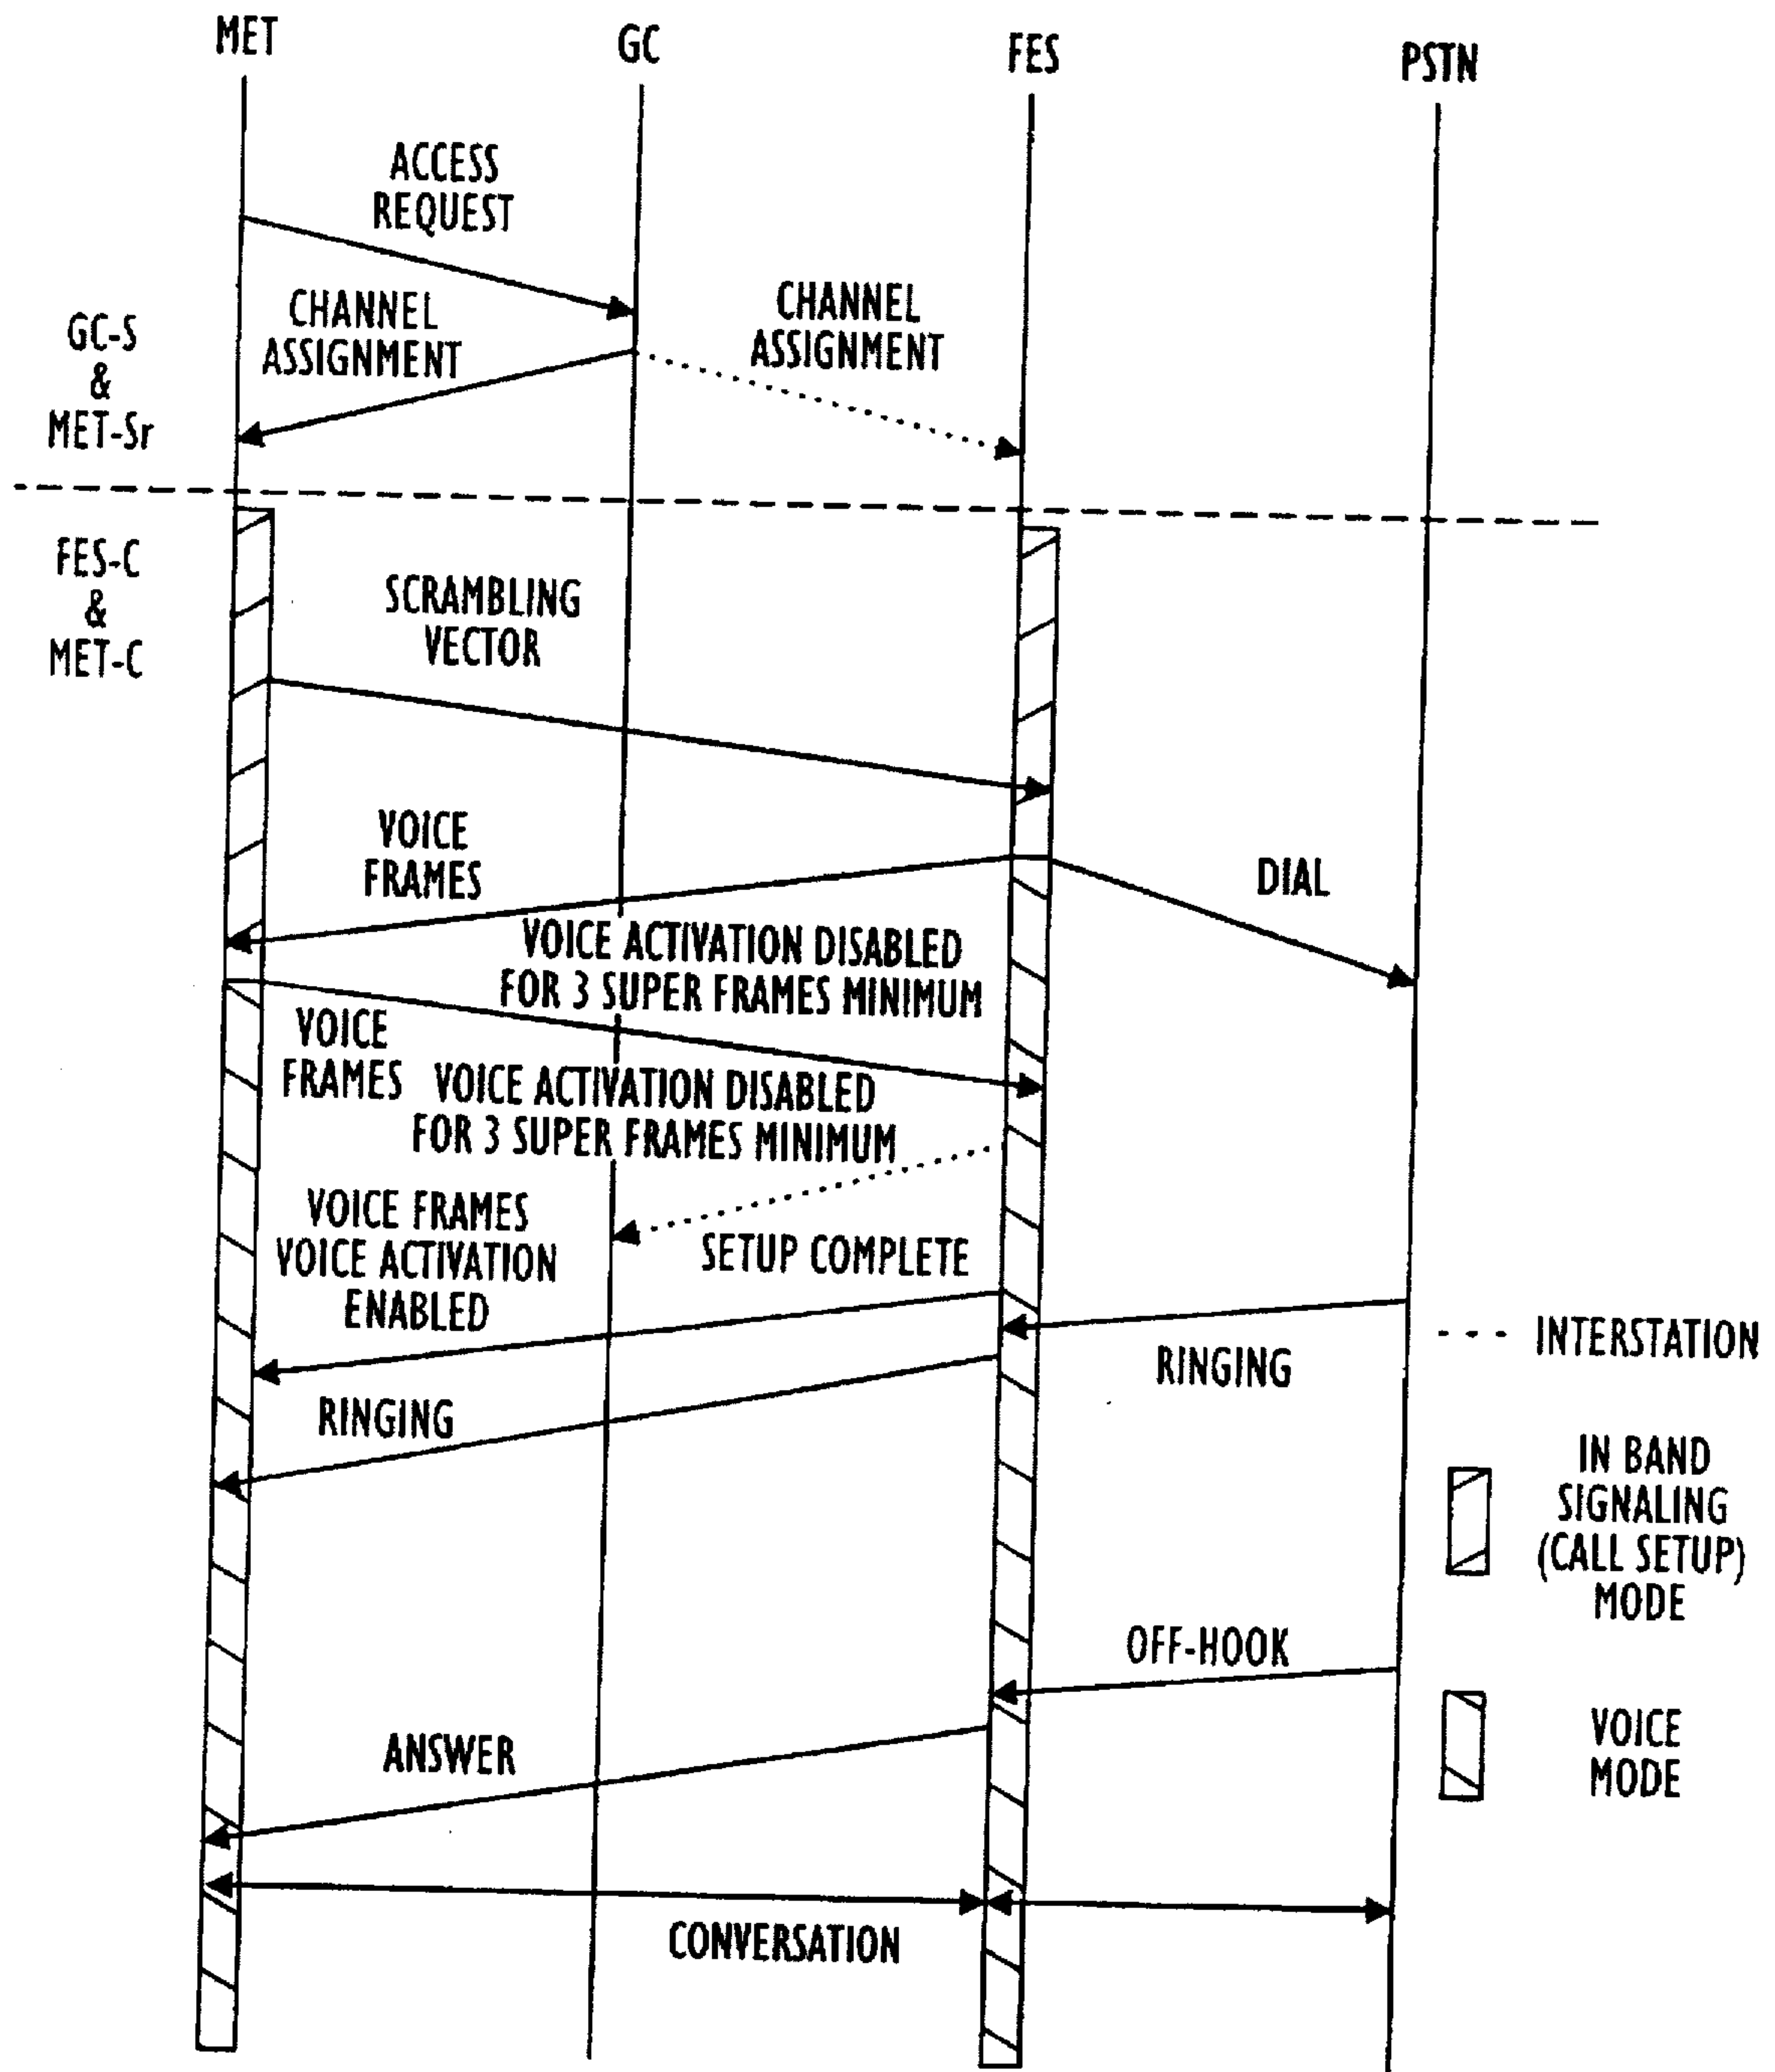 MET
GC
FES
PSTN
ACCESS
REQUEST
CHANNEL
ASSIGNMENT
CHANNEL
ASSIGNMENT
GC-S
&
MET-Sr
FES-C
&
MET-C
SCRAMBLING
VECTOR
VOICE
FRAMES
DIAL
VOICE ACTIVATION DISABLED
FOR 3 SUPER FRAMES MINIMUM
VOICE
FRAMES
VOICE ACTIVATION DISABLED
FOR 3 SUPER FRAMES MINIMUM
VOICE FRAMES
VOICE ACTIVATION
ENABLED
SETUP COMPLETE
RINGING
RINGING
INTERSTATION
IN BAND
SIGNALING
(CALL SETUP)
MODE
OFF-HOOK
VOICE
MODE
ANSWER
CONVERSATION